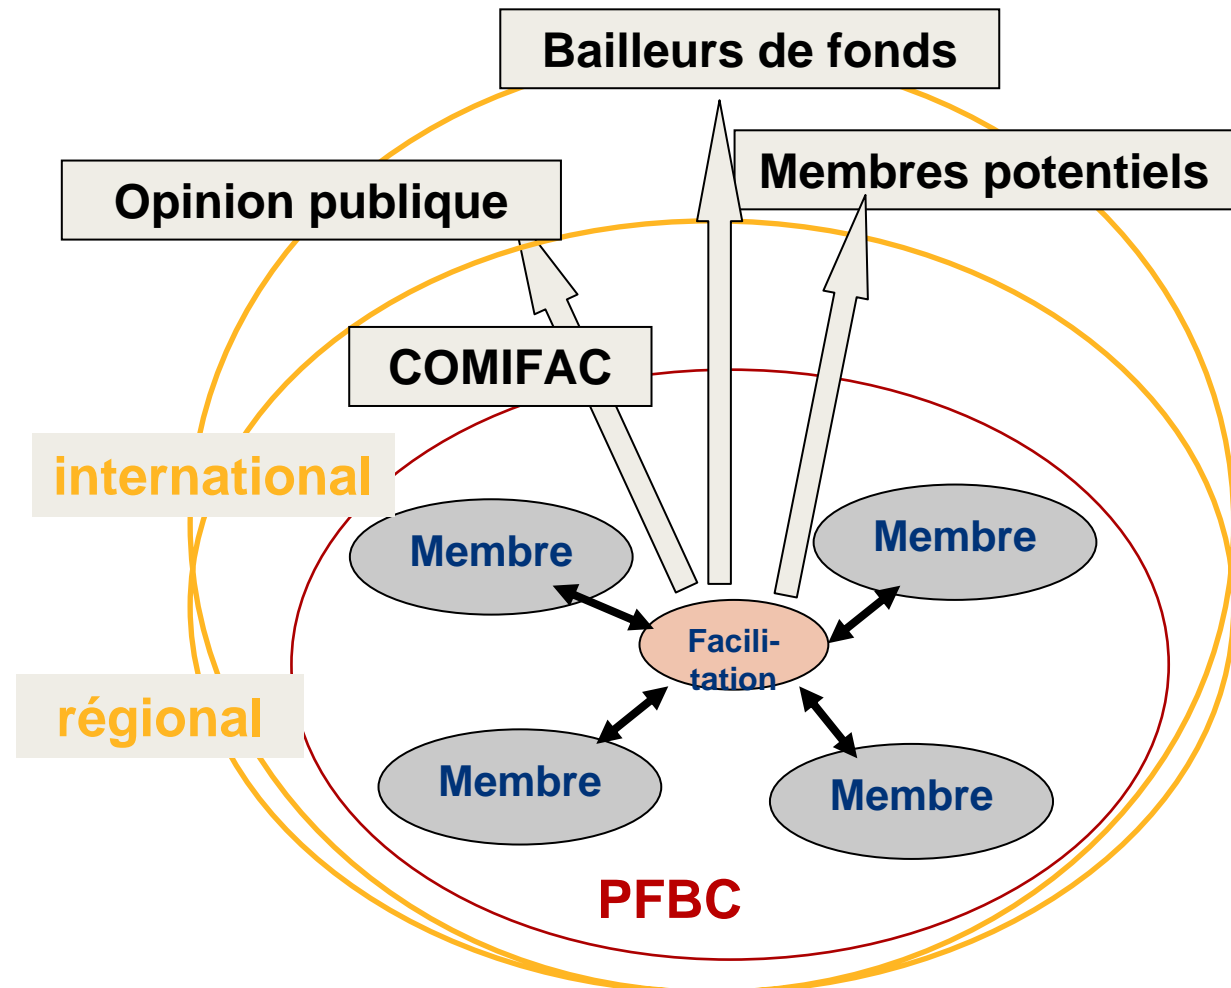 Bailleurs de fonds
Membres potentiels
Opinion publique
COMIFAC
international
Membre
Membre
Facili-
tation
régional
Membre
Membre
PFBC